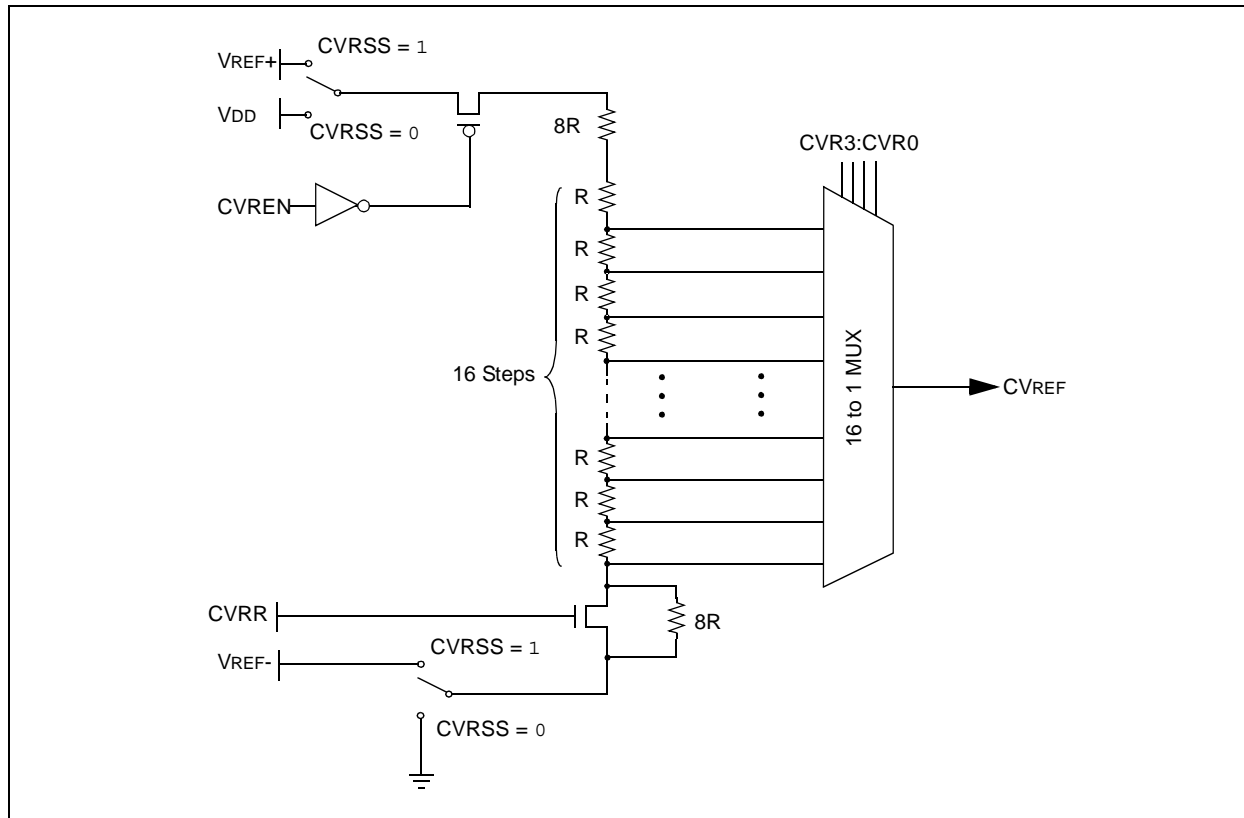 CVRSS = 1
VREF+
VDD
CVRSS = 0
8R
CVR3:CVR0
CVREN
R
R
R
R
16 Steps
16 to 1 MUX
CVREF
R
R
R
CVRR
8R
CVRSS = 1
VREF-
CVRSS = 0